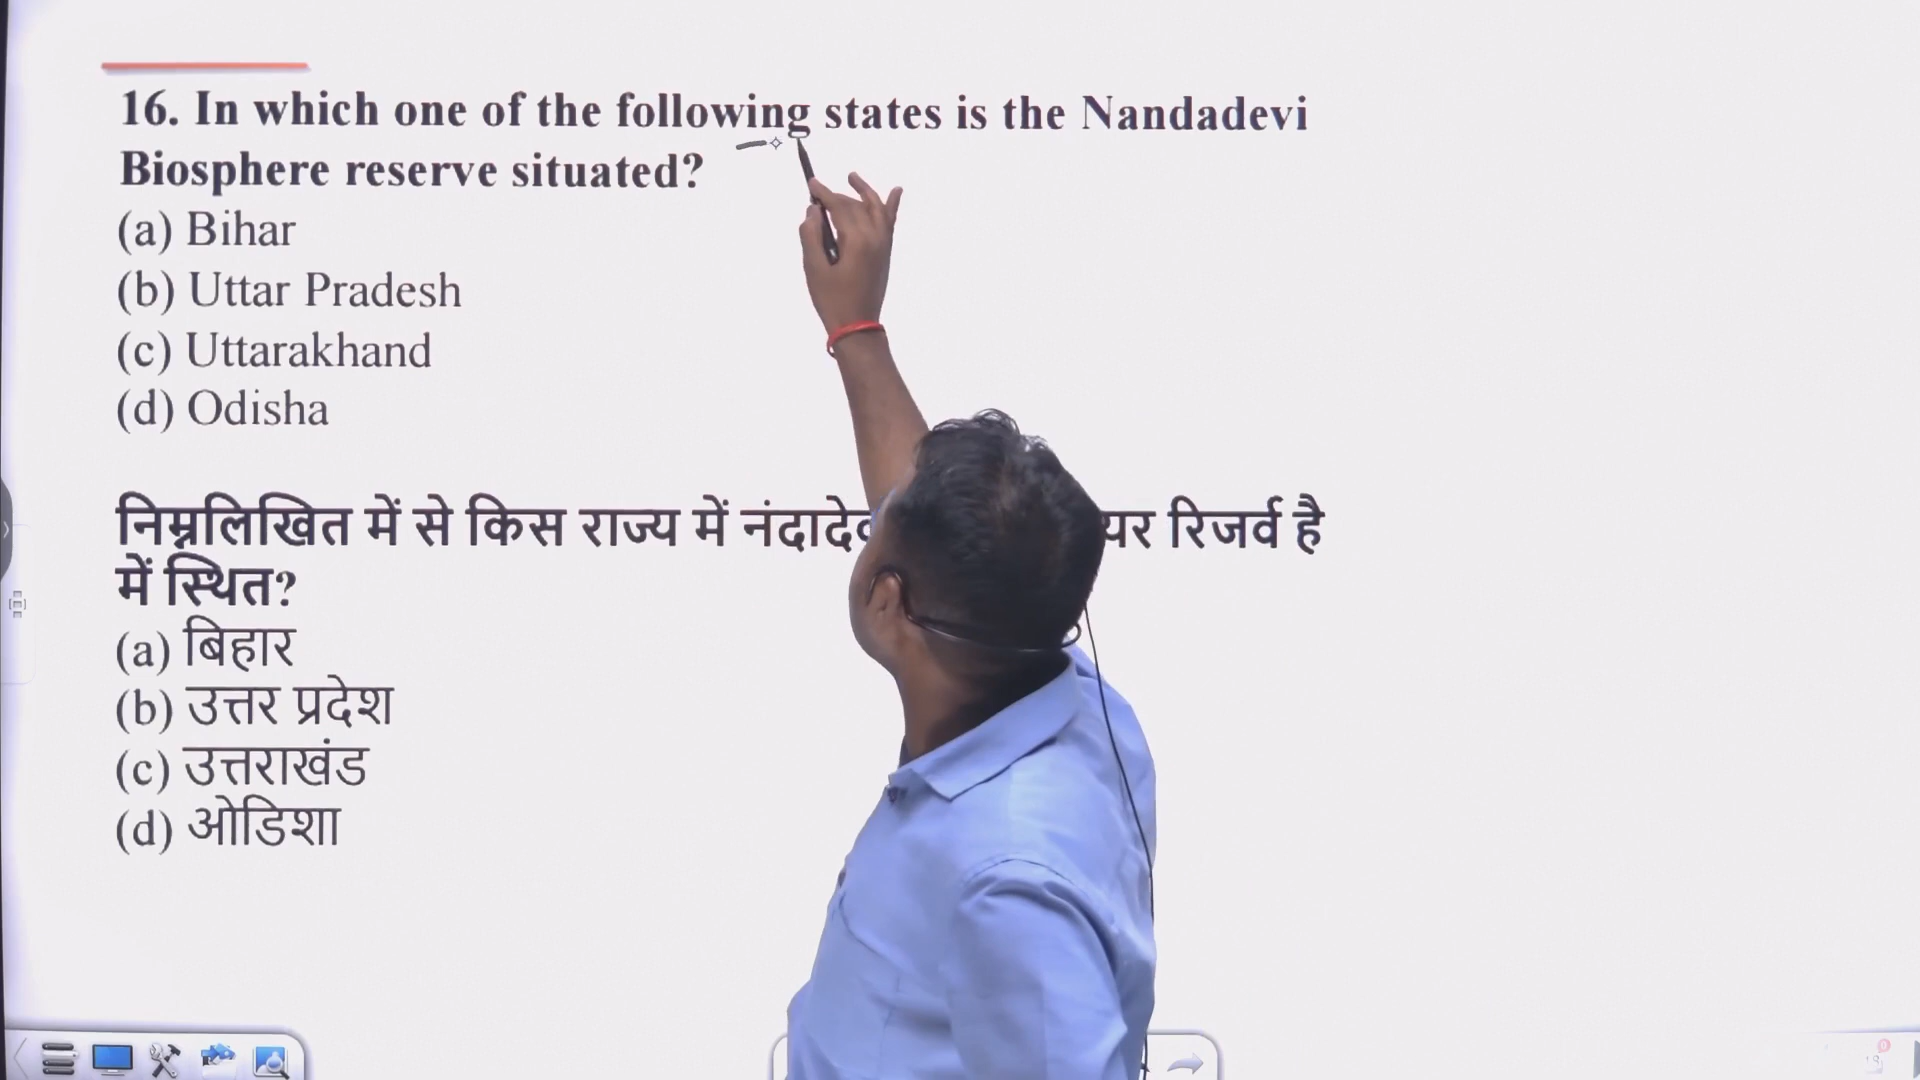 16. In which one of the following states is the Nandadevi
Biosphere reserve situated?
(a) Bihar
(b) Uttar Pradesh
(c) Uttarakhand
(d) Odisha
निम्नलिखित में से किस राज्य में रिजर्व है
में स्थित?
(a) बिहार
(b) उत्तर प्रदेश
(c) उत्तराखंड
(d) ओडिशा